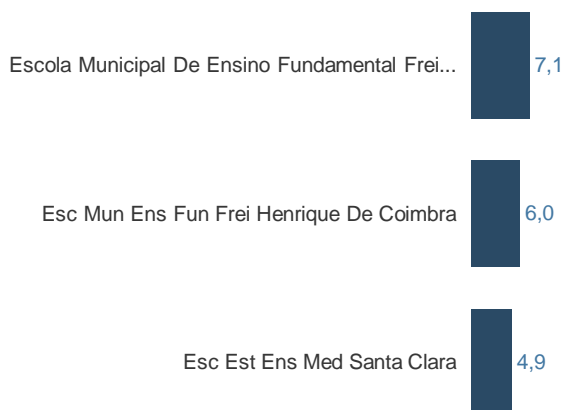 Escola Municipal De Ensino Fundamental Frei... 7,1
Esc Mun Ens Fun Frei Henrique De Coimbra 6,0
Esc Est Ens Med Santa Clara 4,9